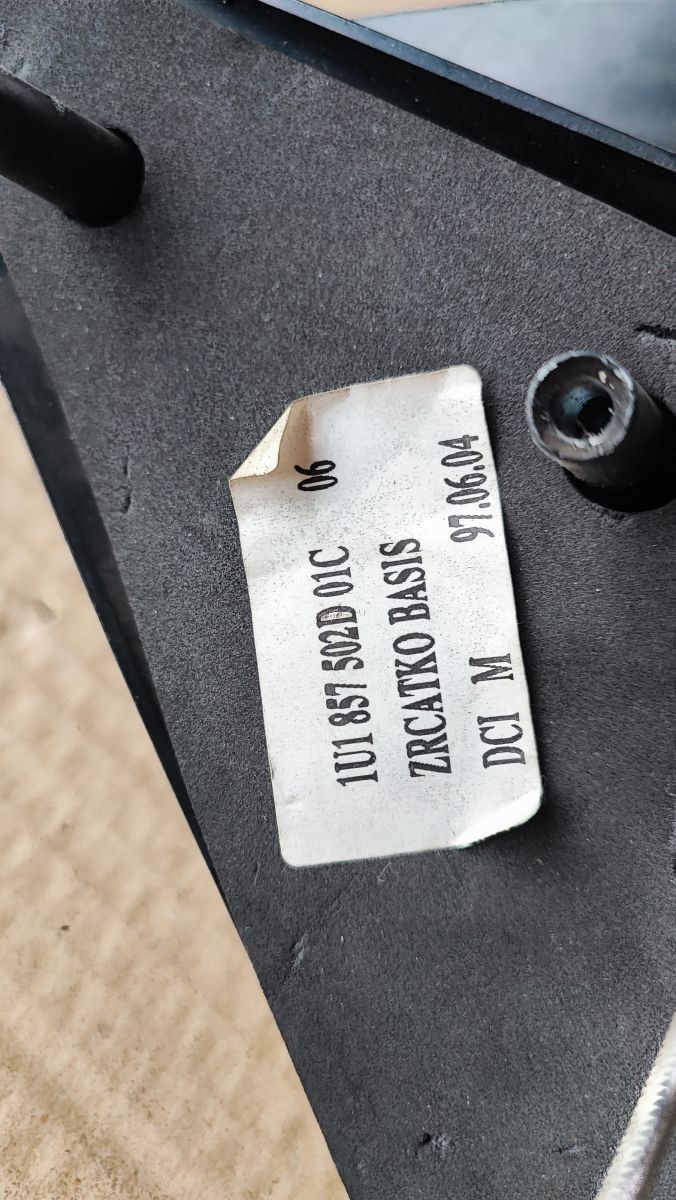 1U1 857 502D 01C 06
ZRCATKO BASIS
DCI M 97.06.04